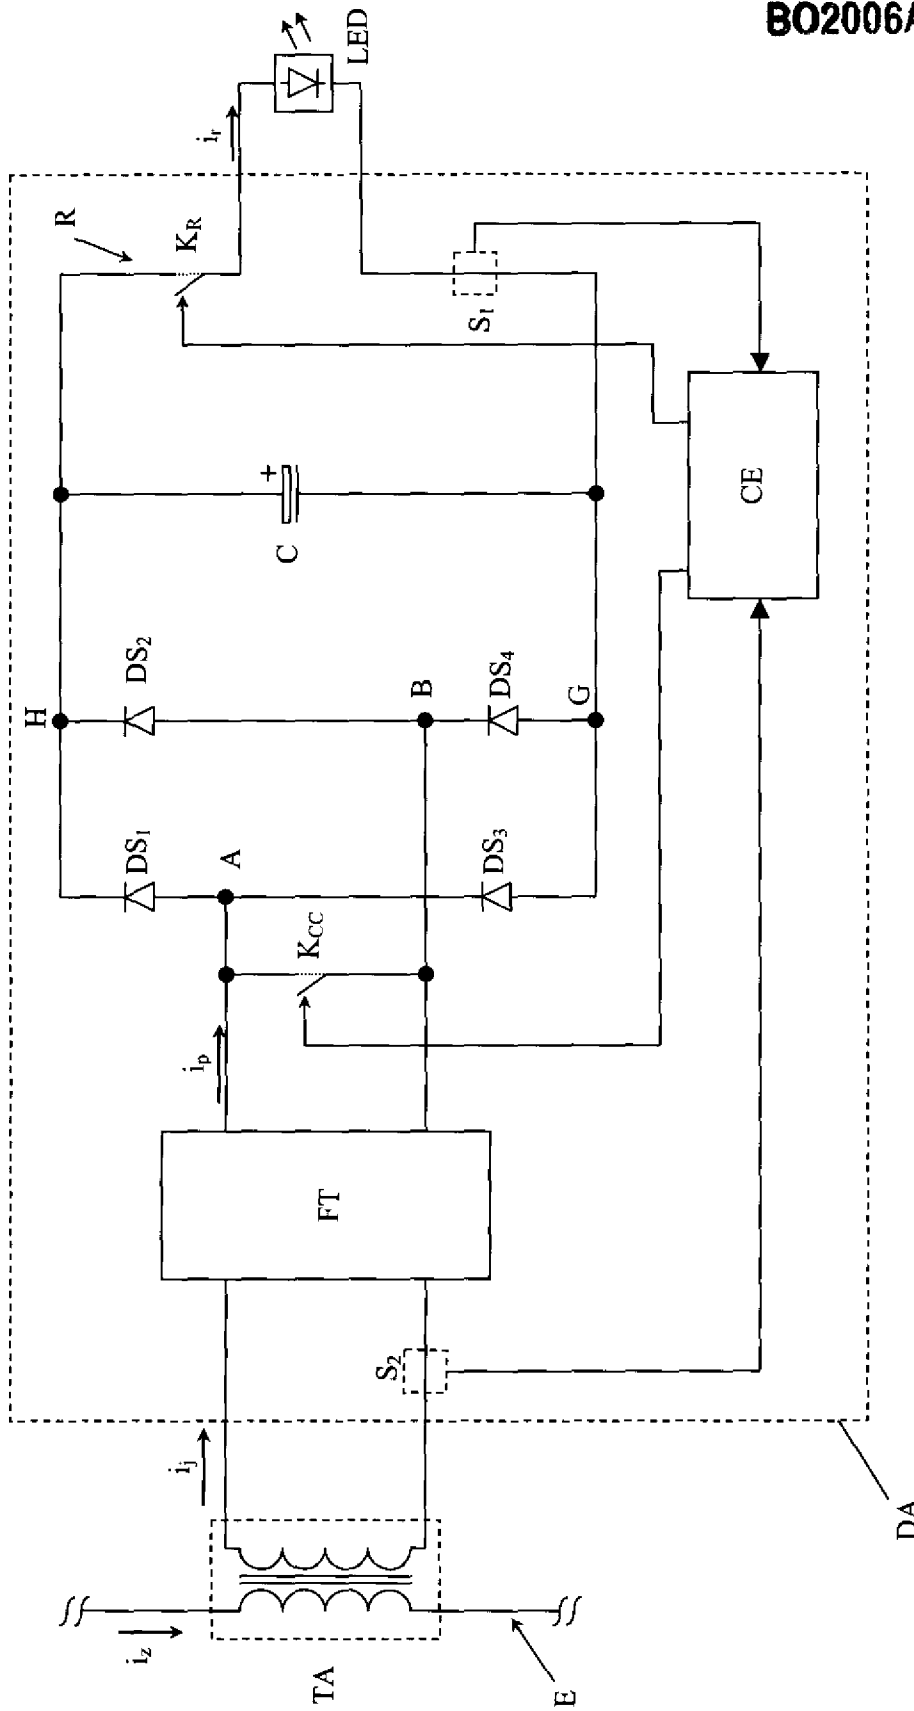 BO2006A
LED
i_r
R
K_R
S_1
C
CE
H
DS_2
B
DS_4
G
DS_1
A
DS_3
K_CC
i_p
FT
S_2
i_j
DA
i_z
TA
E